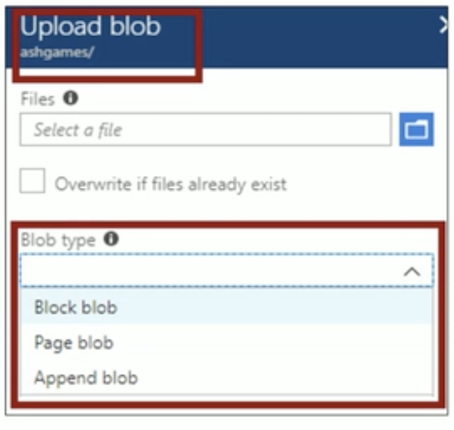 Upload blob
ashgames/
Files
Select a file
Overwrite if files already exist
Blob type
Block blob
Page blob
Append blob